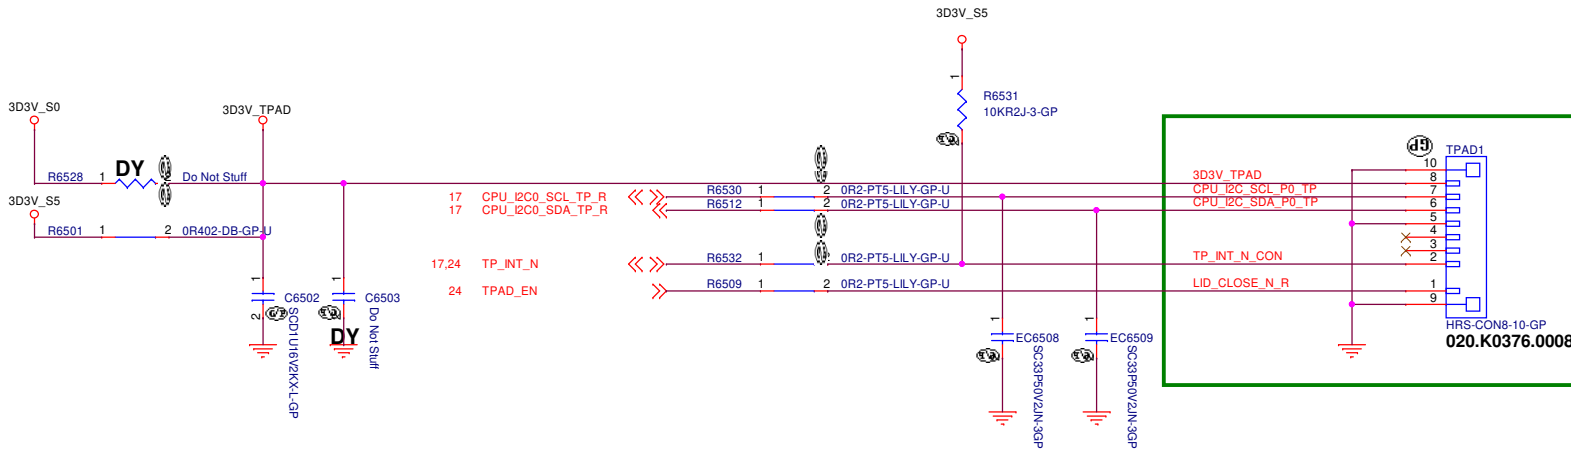 3D3V_S5
3D3V_S0
3D3V_TPAD
R6528 1 DY 2 Do Not Stuff
3D3V_S5
R6501 1 2 0R402-DB-GP-U
1
C6502
2
SCD1U16V2KX-L-GP
1
C6503
2
Do Not Stuff
DY
1
R6531
10KR2J-3-GP
2
17 CPU_I2C0_SCL_TP_R
17 CPU_I2C0_SDA_TP_R
17,24 TP_INT_N
24 TPAD_EN
R6530 1 2 0R2-PT5-LILY-GP-U
R6512 1 2 0R2-PT5-LILY-GP-U
R6532 1 0R2-PT5-LILY-GP-U
R6509 1 2 0R2-PT5-LILY-GP-U
1
EC6508
SC33P50V2JN-3GP
1
EC6509
SC33P50V2JN-3GP
GP
TPAD1
10
3D3V_TPAD 8
CPU_I2C_SCL_P0_TP 7
CPU_I2C_SDA_P0_TP 6
5
4
3
TP_INT_N_CON 2
LID_CLOSE_N_R 1
9
HRS-CON8-10-GP
020.K0376.0008